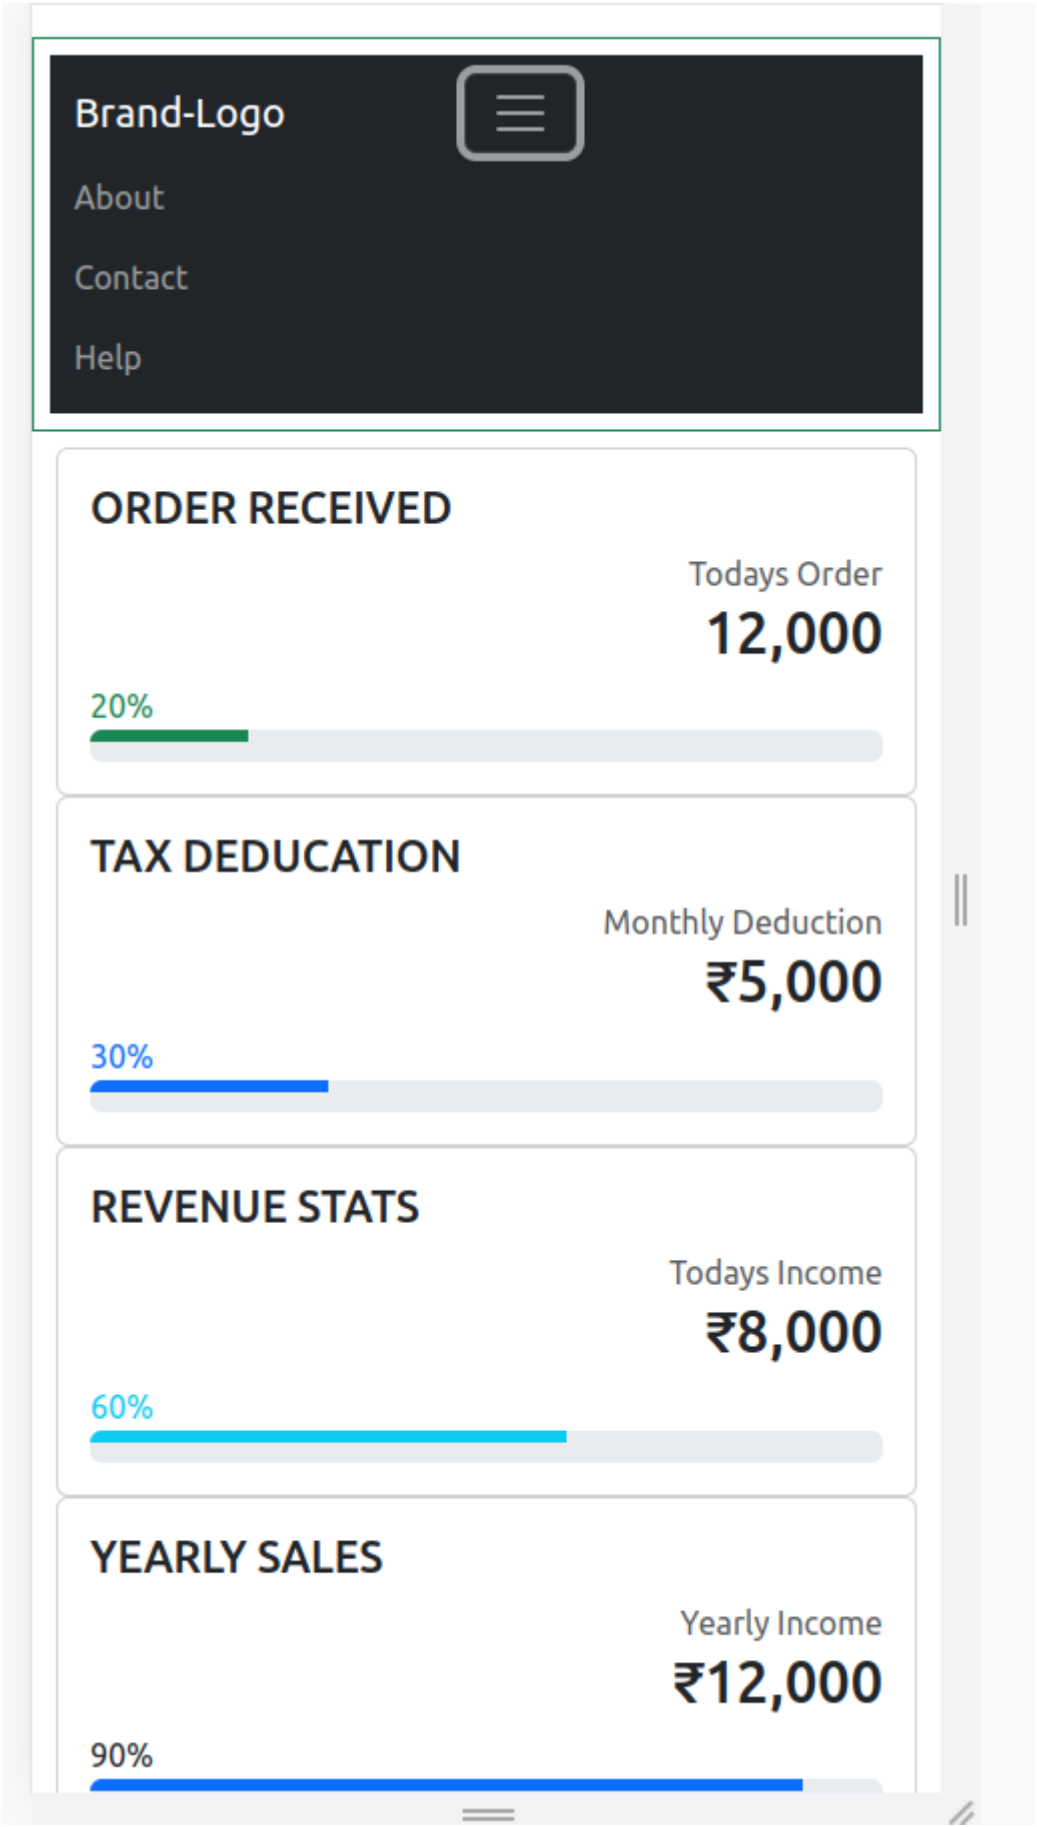 Brand-Logo
About
Contact
Help
ORDER RECEIVED
Todays Order
12,000
20%
TAX DEDUCATION
Monthly Deduction
₹5,000
30%
REVENUE STATS
Todays Income
₹8,000
60%
YEARLY SALES
Yearly Income
₹12,000
90%